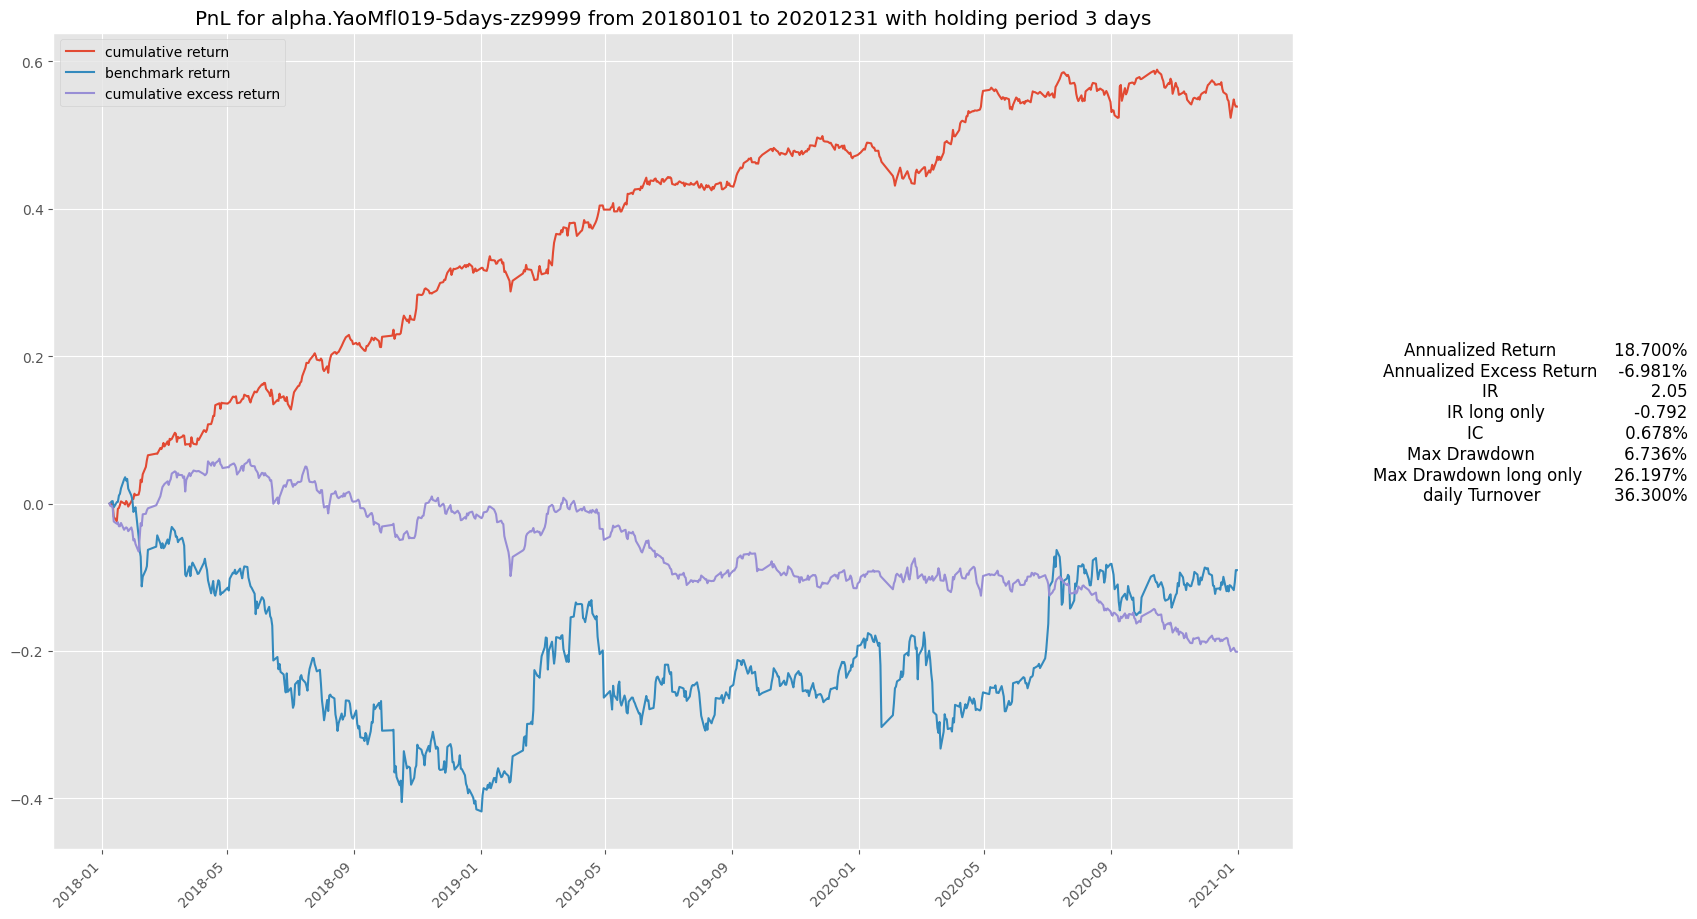 PnL for alpha.YaoMfl019-5days-zz9999 from 20180101 to 20201231 with holding period 3 days
cumulative return
benchmark return
cumulative excess return
0.6
0.4
0.2
0.0
−0.2
−0.4
2018-01
2018-05
2018-09
2019-01
2019-05
2019-09
2020-01
2020-05
2020-09
2021-01
Annualized Return 18.700%
Annualized Excess Return -6.981%
IR 2.05
IR long only -0.792
IC 0.678%
Max Drawdown 6.736%
Max Drawdown long only 26.197%
daily Turnover 36.300%